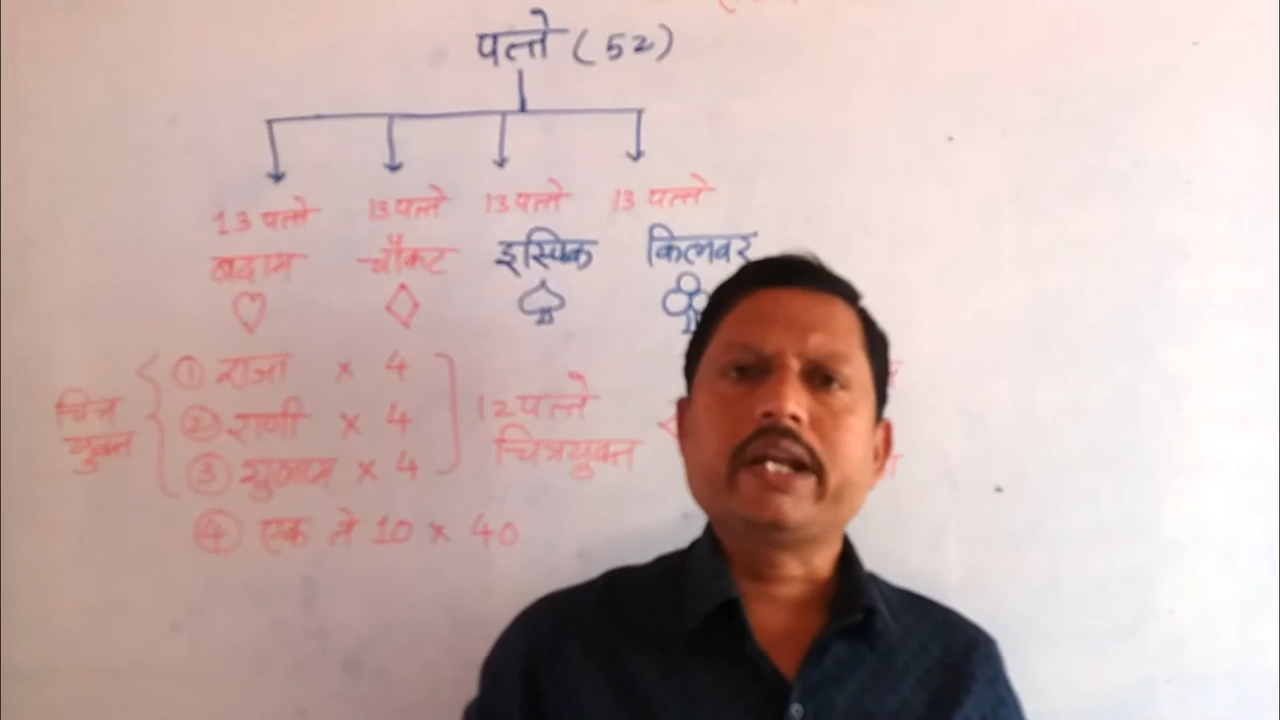 पत्ते (52)
13 पत्ते 13 पत्ते 13 पत्ते 13 पत्ते
बदाम चौकट इस्पिक किलवर
चित्र युक्त
① राजा × 4
② राणी × 4
③ गुलाम × 4
12 पत्ते
चित्रयुक्त
④ एक ते 10 × 40